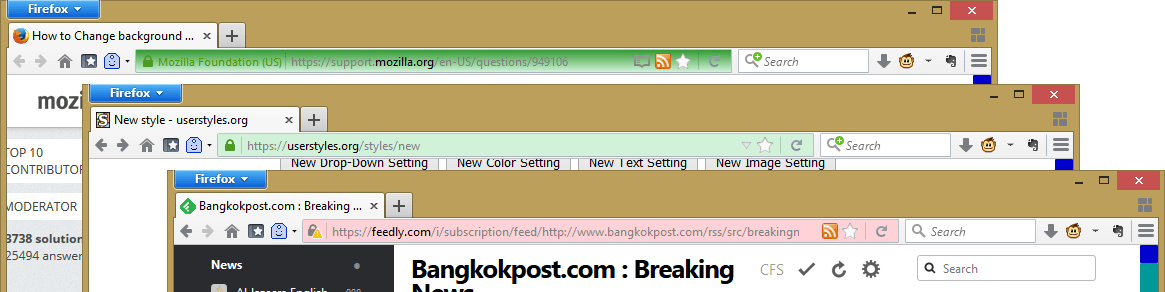 Firefox
How to Change background ...
Mozilla Foundation (US) https://support.mozilla.org/en-US/questions/949106 Search
mozi
TOP 10
CONTRIBUTOR
MODERATOR
3738 solution
25494 answer
Firefox
New style - userstyles.org
https://userstyles.org/styles/new Search
New Drop-Down Setting New Color Setting New Text Setting New Image Setting
Firefox
Bangkokpost.com : Breaking ...
https://feedly.com/i/subscription/feed/http://www.bangkokpost.com/rss/src/breakingn Search
News
Bangkokpost.com : Breaking
News
CFS
Search
Al Jazeera English